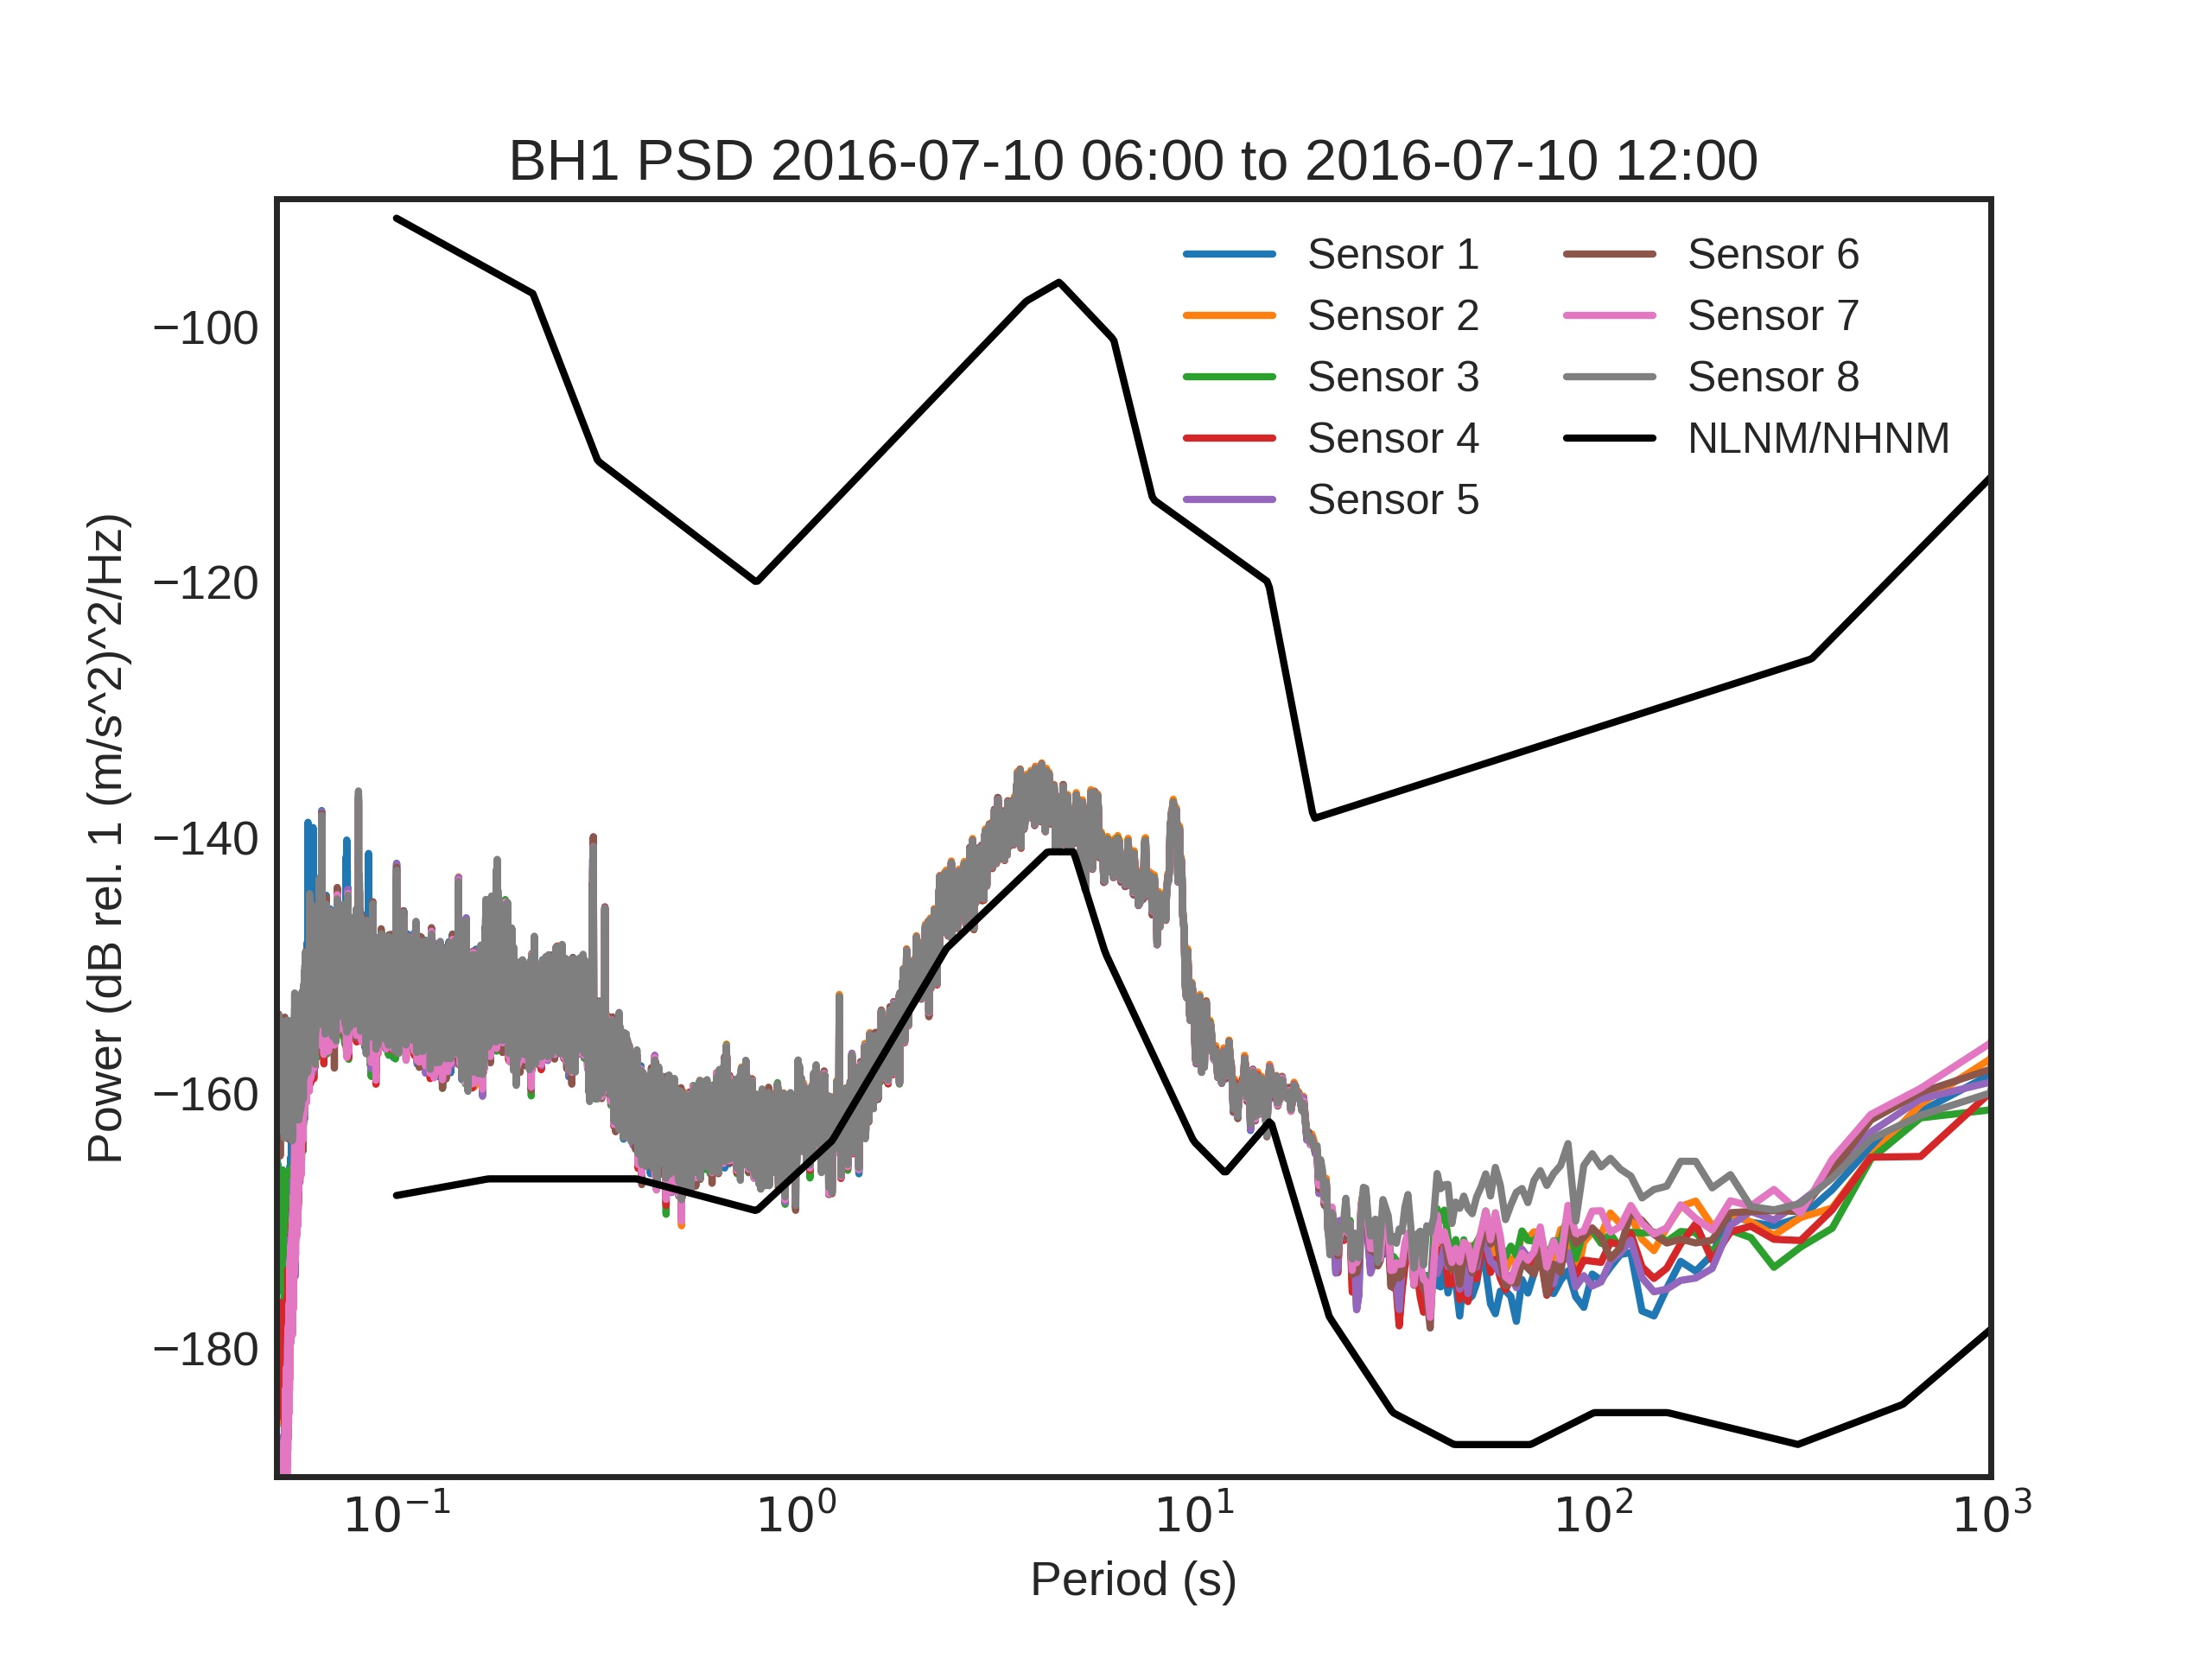 BH1 PSD 2016-07-10 06:00 to 2016-07-10 12:00
Power (dB rel. 1 (m/s^2)^2/Hz)
−100
−120
−140
−160
−180
Sensor 1
Sensor 2
Sensor 3
Sensor 4
Sensor 5
Sensor 6
Sensor 7
Sensor 8
NLNM/NHNM
10⁻¹
10⁰
10¹
10²
10³
Period (s)